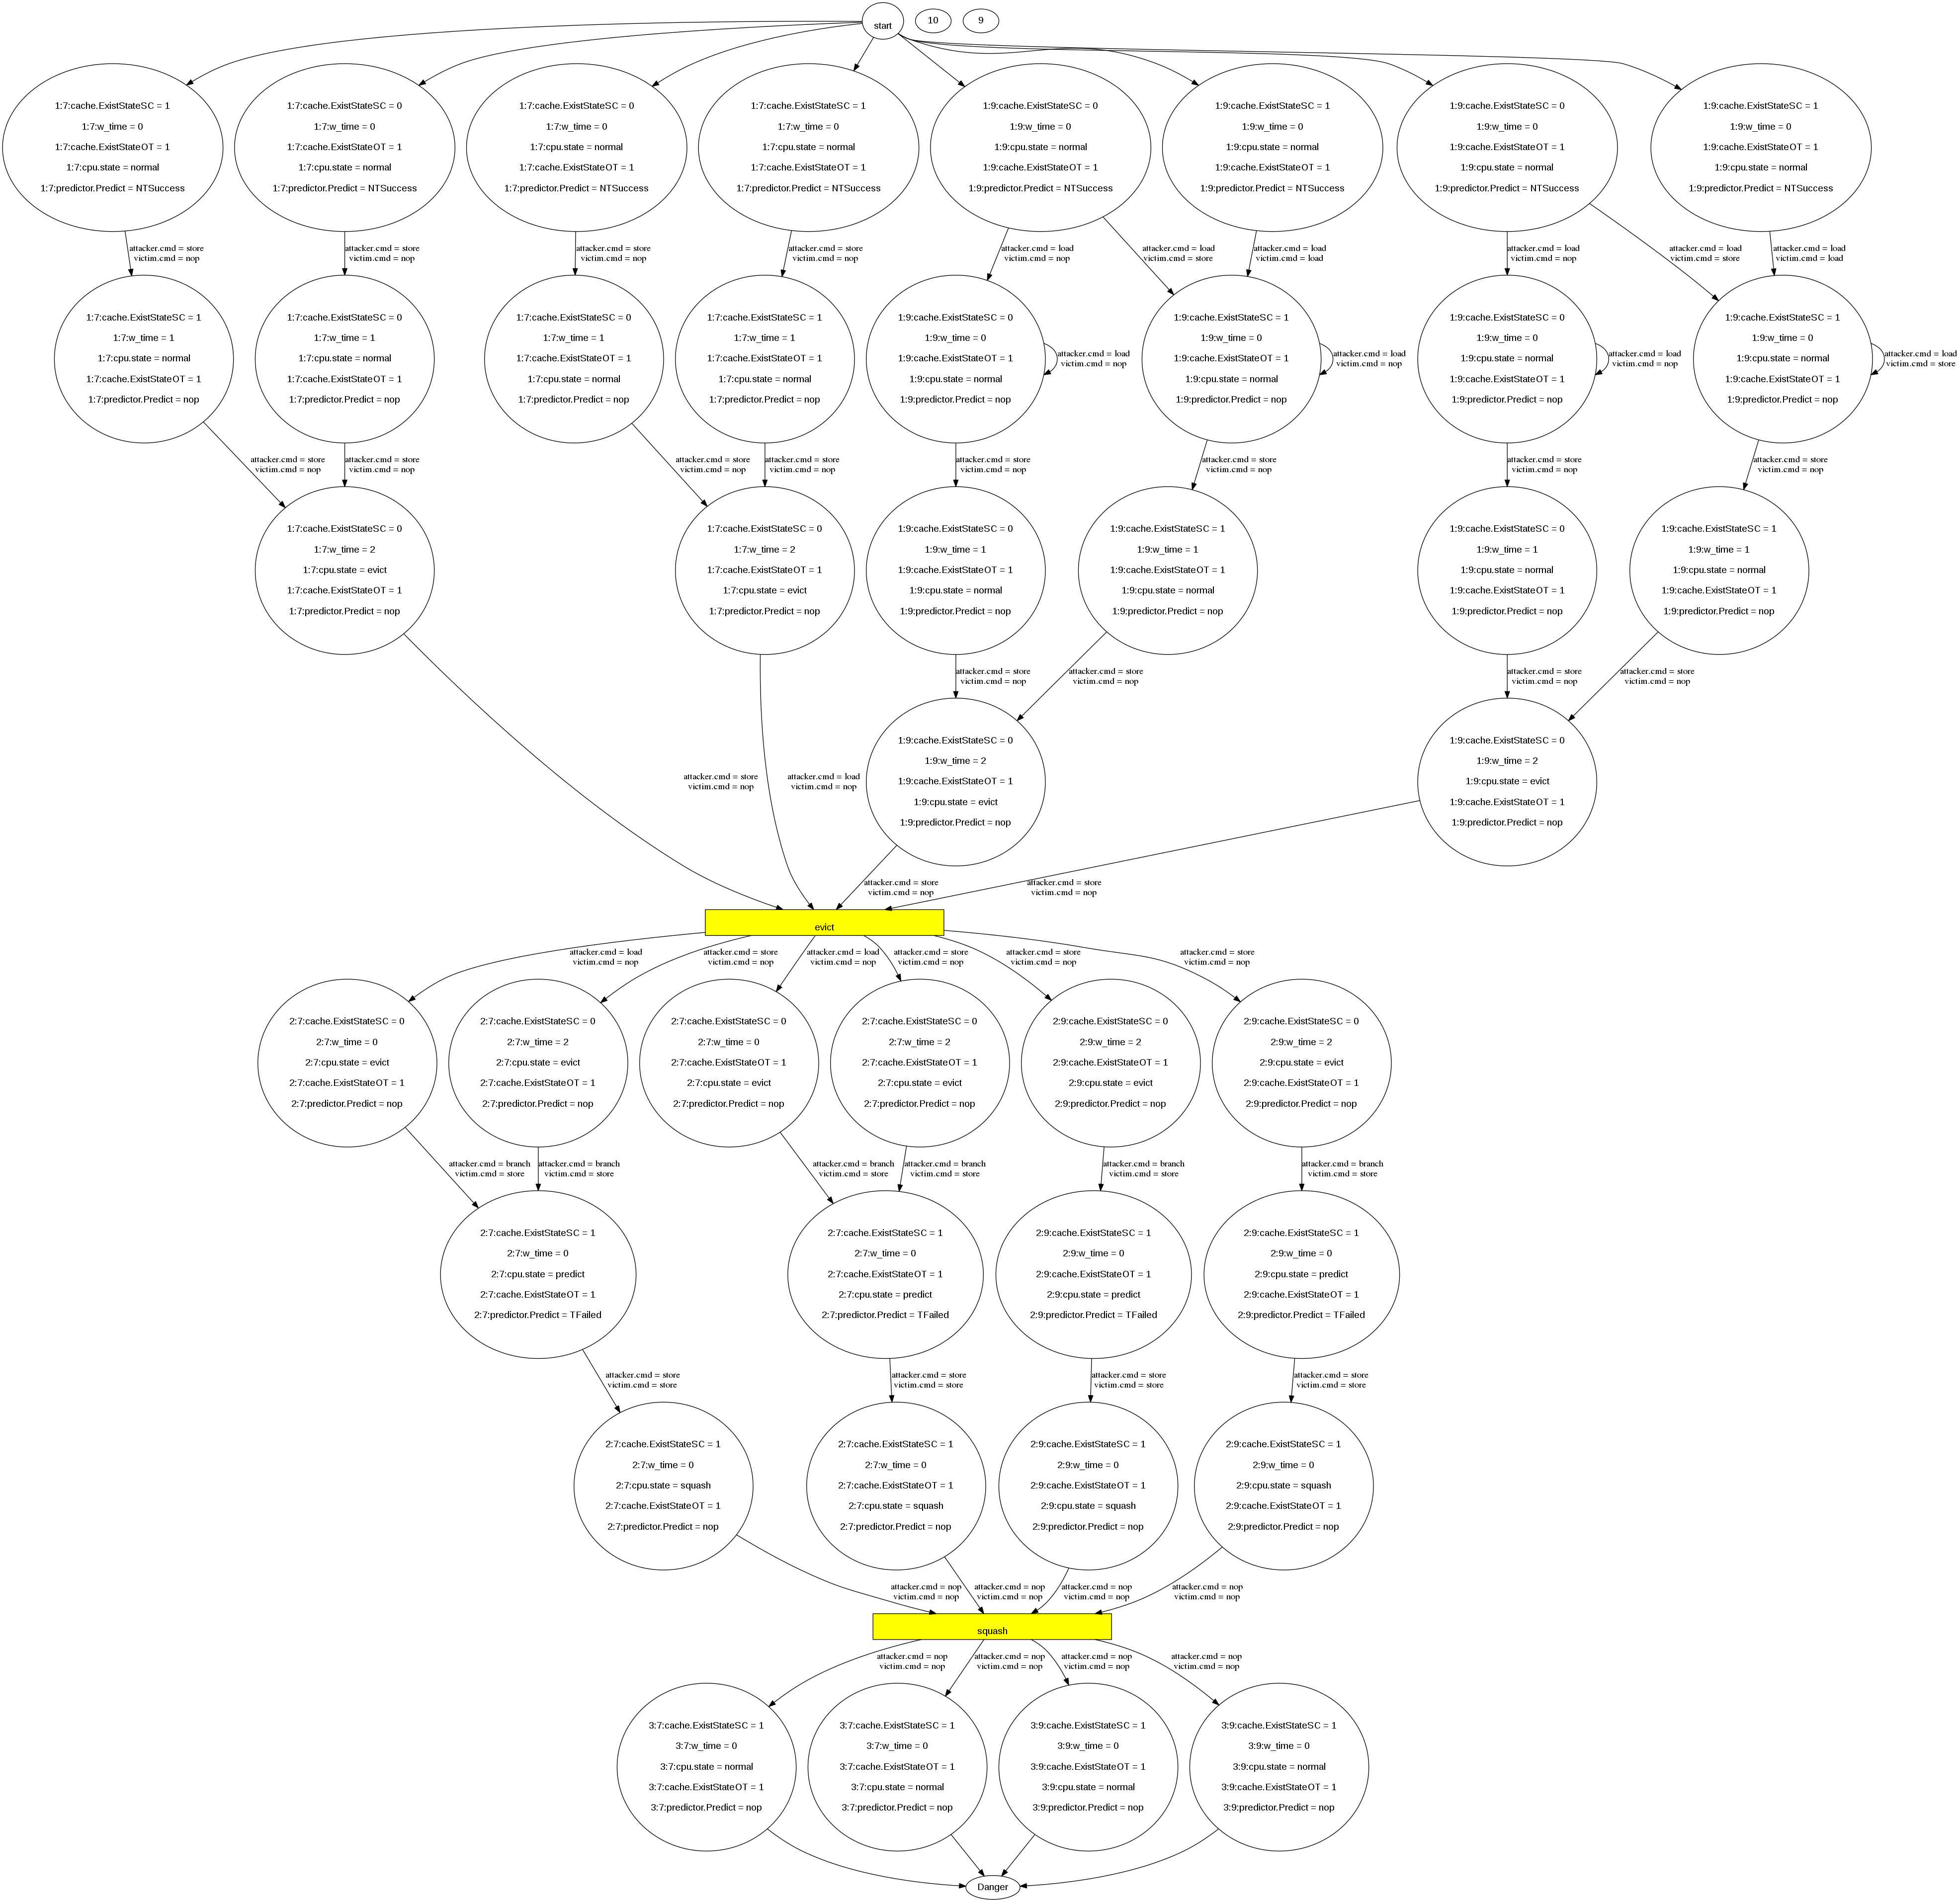 start
10
9
1:7:cache.ExistStateSC = 1
1:7:w_time = 0
1:7:cache.ExistStateOT = 1
1:7:cpu.state = normal
1:7:predictor.Predict = NTSuccess
1:7:cache.ExistStateSC = 0
1:7:w_time = 0
1:7:cache.ExistStateOT = 1
1:7:cpu.state = normal
1:7:predictor.Predict = NTSuccess
1:7:cache.ExistStateSC = 0
1:7:w_time = 0
1:7:cpu.state = normal
1:7:cache.ExistStateOT = 1
1:7:predictor.Predict = NTSuccess
1:7:cache.ExistStateSC = 1
1:7:w_time = 0
1:7:cpu.state = normal
1:7:cache.ExistStateOT = 1
1:7:predictor.Predict = NTSuccess
1:9:cache.ExistStateSC = 0
1:9:w_time = 0
1:9:cpu.state = normal
1:9:cache.ExistStateOT = 1
1:9:predictor.Predict = NTSuccess
1:9:cache.ExistStateSC = 1
1:9:w_time = 0
1:9:cpu.state = normal
1:9:cache.ExistStateOT = 1
1:9:predictor.Predict = NTSuccess
1:9:cache.ExistStateSC = 0
1:9:w_time = 0
1:9:cache.ExistStateOT = 1
1:9:cpu.state = normal
1:9:predictor.Predict = NTSuccess
1:9:cache.ExistStateSC = 1
1:9:w_time = 0
1:9:cache.ExistStateOT = 1
1:9:cpu.state = normal
1:9:predictor.Predict = NTSuccess
attacker.cmd = store
victim.cmd = nop
attacker.cmd = store
victim.cmd = nop
attacker.cmd = store
victim.cmd = nop
attacker.cmd = store
victim.cmd = nop
attacker.cmd = load
victim.cmd = nop
attacker.cmd = load
victim.cmd = store
attacker.cmd = load
victim.cmd = load
attacker.cmd = load
victim.cmd = nop
attacker.cmd = load
victim.cmd = store
attacker.cmd = load
victim.cmd = load
1:7:cache.ExistStateSC = 1
1:7:w_time = 1
1:7:cpu.state = normal
1:7:cache.ExistStateOT = 1
1:7:predictor.Predict = nop
1:7:cache.ExistStateSC = 0
1:7:w_time = 1
1:7:cpu.state = normal
1:7:cache.ExistStateOT = 1
1:7:predictor.Predict = nop
1:7:cache.ExistStateSC = 0
1:7:w_time = 1
1:7:cache.ExistStateOT = 1
1:7:cpu.state = normal
1:7:predictor.Predict = nop
1:7:cache.ExistStateSC = 1
1:7:w_time = 1
1:7:cache.ExistStateOT = 1
1:7:cpu.state = normal
1:7:predictor.Predict = nop
1:9:cache.ExistStateSC = 0
1:9:w_time = 0
1:9:cache.ExistStateOT = 1
1:9:cpu.state = normal
1:9:predictor.Predict = nop
attacker.cmd = load
victim.cmd = nop
1:9:cache.ExistStateSC = 1
1:9:w_time = 0
1:9:cache.ExistStateOT = 1
1:9:cpu.state = normal
1:9:predictor.Predict = nop
attacker.cmd = load
victim.cmd = nop
1:9:cache.ExistStateSC = 0
1:9:w_time = 0
1:9:cpu.state = normal
1:9:cache.ExistStateOT = 1
1:9:predictor.Predict = nop
attacker.cmd = load
victim.cmd = nop
1:9:cache.ExistStateSC = 1
1:9:w_time = 0
1:9:cpu.state = normal
1:9:cache.ExistStateOT = 1
1:9:predictor.Predict = nop
attacker.cmd = load
victim.cmd = store
attacker.cmd = store
victim.cmd = nop
attacker.cmd = store
victim.cmd = nop
attacker.cmd = store
victim.cmd = nop
attacker.cmd = store
victim.cmd = nop
attacker.cmd = store
victim.cmd = nop
attacker.cmd = store
victim.cmd = nop
attacker.cmd = store
victim.cmd = nop
attacker.cmd = store
victim.cmd = nop
1:7:cache.ExistStateSC = 0
1:7:w_time = 2
1:7:cpu.state = evict
1:7:cache.ExistStateOT = 1
1:7:predictor.Predict = nop
1:7:cache.ExistStateSC = 0
1:7:w_time = 2
1:7:cache.ExistStateOT = 1
1:7:cpu.state = evict
1:7:predictor.Predict = nop
1:9:cache.ExistStateSC = 0
1:9:w_time = 1
1:9:cache.ExistStateOT = 1
1:9:cpu.state = normal
1:9:predictor.Predict = nop
1:9:cache.ExistStateSC = 1
1:9:w_time = 1
1:9:cache.ExistStateOT = 1
1:9:cpu.state = normal
1:9:predictor.Predict = nop
1:9:cache.ExistStateSC = 0
1:9:w_time = 1
1:9:cpu.state = normal
1:9:cache.ExistStateOT = 1
1:9:predictor.Predict = nop
1:9:cache.ExistStateSC = 1
1:9:w_time = 1
1:9:cpu.state = normal
1:9:cache.ExistStateOT = 1
1:9:predictor.Predict = nop
attacker.cmd = store
victim.cmd = nop
attacker.cmd = store
victim.cmd = nop
attacker.cmd = store
victim.cmd = nop
attacker.cmd = store
victim.cmd = nop
attacker.cmd = store
victim.cmd = nop
attacker.cmd = load
victim.cmd = nop
1:9:cache.ExistStateSC = 0
1:9:w_time = 2
1:9:cache.ExistStateOT = 1
1:9:cpu.state = evict
1:9:predictor.Predict = nop
1:9:cache.ExistStateSC = 0
1:9:w_time = 2
1:9:cpu.state = evict
1:9:cache.ExistStateOT = 1
1:9:predictor.Predict = nop
attacker.cmd = store
victim.cmd = nop
attacker.cmd = store
victim.cmd = nop
evict
attacker.cmd = load
victim.cmd = nop
attacker.cmd = store
victim.cmd = nop
attacker.cmd = load
victim.cmd = nop
attacker.cmd = store
victim.cmd = nop
attacker.cmd = store
victim.cmd = nop
attacker.cmd = store
victim.cmd = nop
2:7:cache.ExistStateSC = 0
2:7:w_time = 0
2:7:cpu.state = evict
2:7:cache.ExistStateOT = 1
2:7:predictor.Predict = nop
2:7:cache.ExistStateSC = 0
2:7:w_time = 2
2:7:cpu.state = evict
2:7:cache.ExistStateOT = 1
2:7:predictor.Predict = nop
2:7:cache.ExistStateSC = 0
2:7:w_time = 0
2:7:cache.ExistStateOT = 1
2:7:cpu.state = evict
2:7:predictor.Predict = nop
2:7:cache.ExistStateSC = 0
2:7:w_time = 2
2:7:cache.ExistStateOT = 1
2:7:cpu.state = evict
2:7:predictor.Predict = nop
2:9:cache.ExistStateSC = 0
2:9:w_time = 2
2:9:cache.ExistStateOT = 1
2:9:cpu.state = evict
2:9:predictor.Predict = nop
2:9:cache.ExistStateSC = 0
2:9:w_time = 2
2:9:cpu.state = evict
2:9:cache.ExistStateOT = 1
2:9:predictor.Predict = nop
attacker.cmd = branch
victim.cmd = store
attacker.cmd = branch
victim.cmd = store
attacker.cmd = branch
victim.cmd = store
attacker.cmd = branch
victim.cmd = store
attacker.cmd = branch
victim.cmd = store
attacker.cmd = branch
victim.cmd = store
2:7:cache.ExistStateSC = 1
2:7:w_time = 0
2:7:cpu.state = predict
2:7:cache.ExistStateOT = 1
2:7:predictor.Predict = TFailed
2:7:cache.ExistStateSC = 1
2:7:w_time = 0
2:7:cache.ExistStateOT = 1
2:7:cpu.state = predict
2:7:predictor.Predict = TFailed
2:9:cache.ExistStateSC = 1
2:9:w_time = 0
2:9:cache.ExistStateOT = 1
2:9:cpu.state = predict
2:9:predictor.Predict = TFailed
2:9:cache.ExistStateSC = 1
2:9:w_time = 0
2:9:cpu.state = predict
2:9:cache.ExistStateOT = 1
2:9:predictor.Predict = TFailed
attacker.cmd = store
victim.cmd = store
attacker.cmd = store
victim.cmd = store
attacker.cmd = store
victim.cmd = store
attacker.cmd = store
victim.cmd = store
2:7:cache.ExistStateSC = 1
2:7:w_time = 0
2:7:cpu.state = squash
2:7:cache.ExistStateOT = 1
2:7:predictor.Predict = nop
2:7:cache.ExistStateSC = 1
2:7:w_time = 0
2:7:cache.ExistStateOT = 1
2:7:cpu.state = squash
2:7:predictor.Predict = nop
2:9:cache.ExistStateSC = 1
2:9:w_time = 0
2:9:cache.ExistStateOT = 1
2:9:cpu.state = squash
2:9:predictor.Predict = nop
2:9:cache.ExistStateSC = 1
2:9:w_time = 0
2:9:cpu.state = squash
2:9:cache.ExistStateOT = 1
2:9:predictor.Predict = nop
attacker.cmd = nop
victim.cmd = nop
attacker.cmd = nop
victim.cmd = nop
attacker.cmd = nop
victim.cmd = nop
attacker.cmd = nop
victim.cmd = nop
squash
attacker.cmd = nop
victim.cmd = nop
attacker.cmd = nop
victim.cmd = nop
attacker.cmd = nop
victim.cmd = nop
attacker.cmd = nop
victim.cmd = nop
3:7:cache.ExistStateSC = 1
3:7:w_time = 0
3:7:cpu.state = normal
3:7:cache.ExistStateOT = 1
3:7:predictor.Predict = nop
3:7:cache.ExistStateSC = 1
3:7:w_time = 0
3:7:cache.ExistStateOT = 1
3:7:cpu.state = normal
3:7:predictor.Predict = nop
3:9:cache.ExistStateSC = 1
3:9:w_time = 0
3:9:cache.ExistStateOT = 1
3:9:cpu.state = normal
3:9:predictor.Predict = nop
3:9:cache.ExistStateSC = 1
3:9:w_time = 0
3:9:cpu.state = normal
3:9:cache.ExistStateOT = 1
3:9:predictor.Predict = nop
Danger